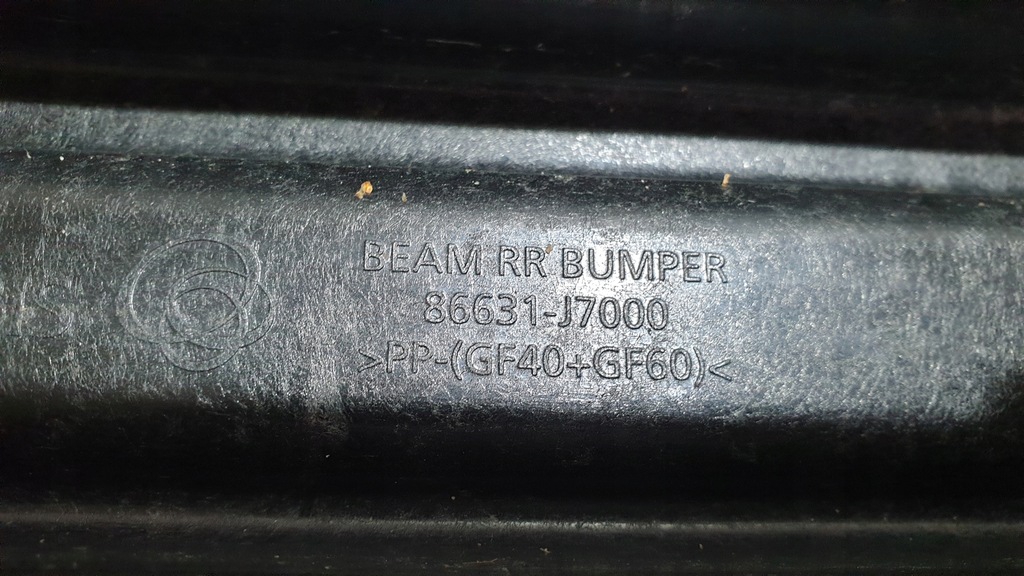 BEAM RR BUMPER
86631-J7000
>PP-(GF40+GF60)<